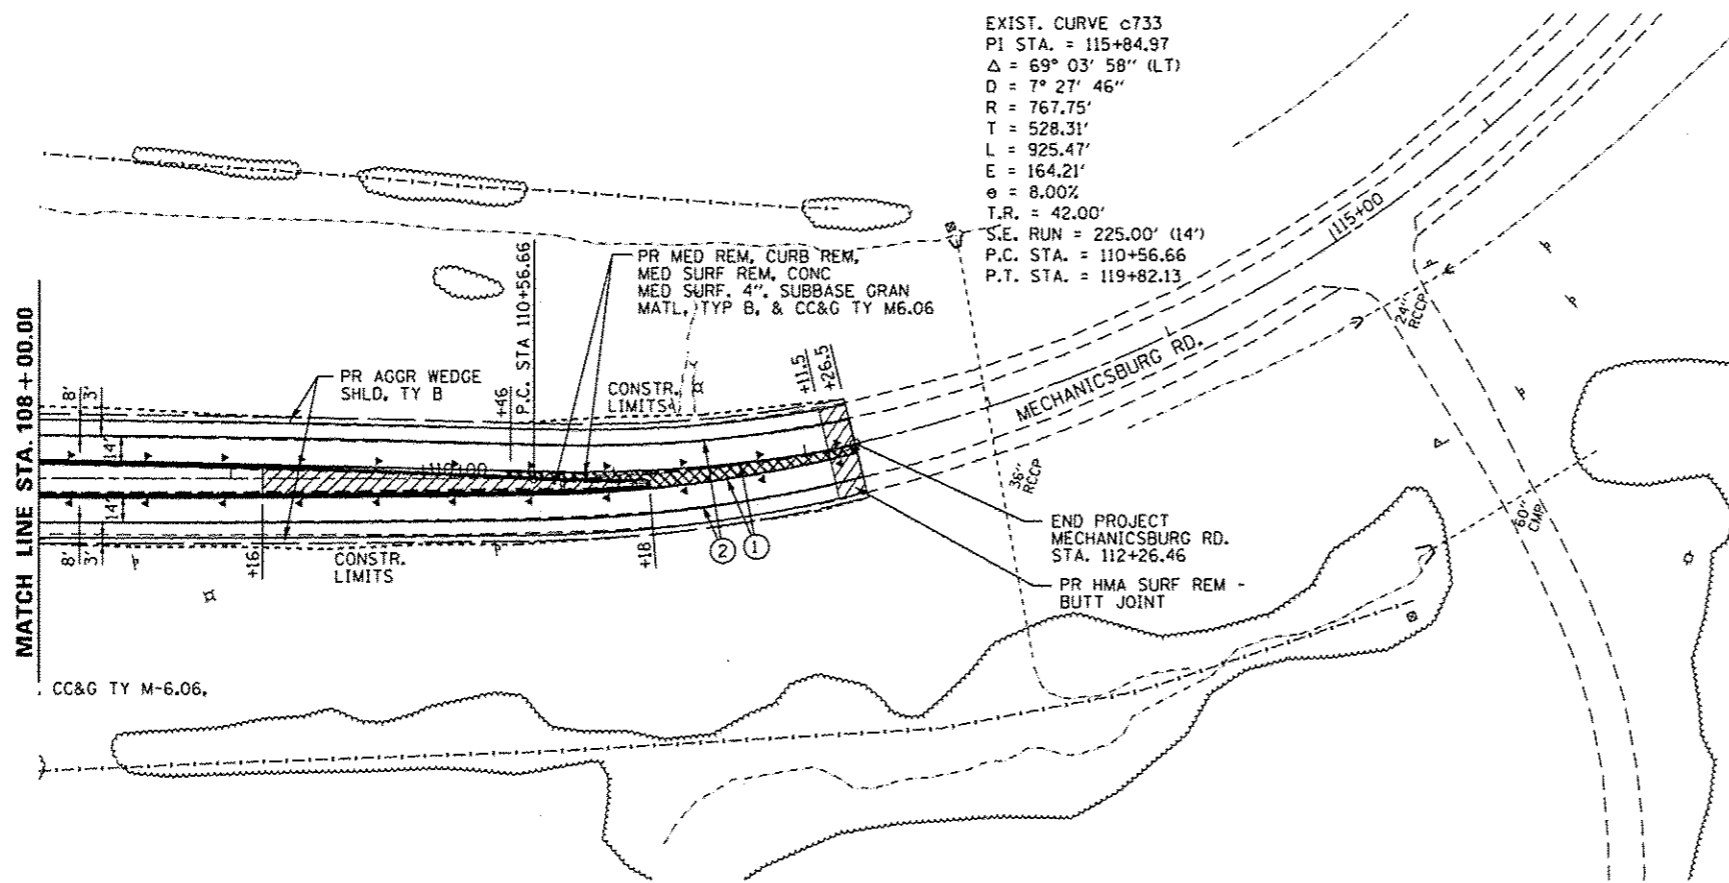 EXIST. CURVE c733
PI STA. = 115+84.97
Δ = 69° 03' 58" (LT)
D = 7° 27' 46"
R = 767.75'
T = 528.31'
L = 925.47'
E = 164.21'
e = 8.00%
T.R. = 42.00'
S.E. RUN = 225.00' (14')
P.C. STA. = 110+56.66
P.T. STA. = 119+82.13
PR MED REM, CURB REM,
MED SURF REM, CONC
MED SURF, 4", SUBBASE GRAN
MATL, TYP B, & CC&G TY M6.06
P.C. STA 110+56.66
+46
PR AGGR WEDGE
SHLD, TY B
CONSTR.
LIMITS
+11.5
+26.5
115+00
MECHANICSBURG RD.
24"
RCCP
36"
RCCP
60"
CMP
MATCH LINE STA. 108+00.00
8'
3'
14'
110+00
14'
8'
3'
+16
CONSTR.
LIMITS
+18
2
1
END PROJECT
MECHANICSBURG RD.
STA. 112+26.46
PR HMA SURF REM -
BUTT JOINT
CC&G TY M-6.06,